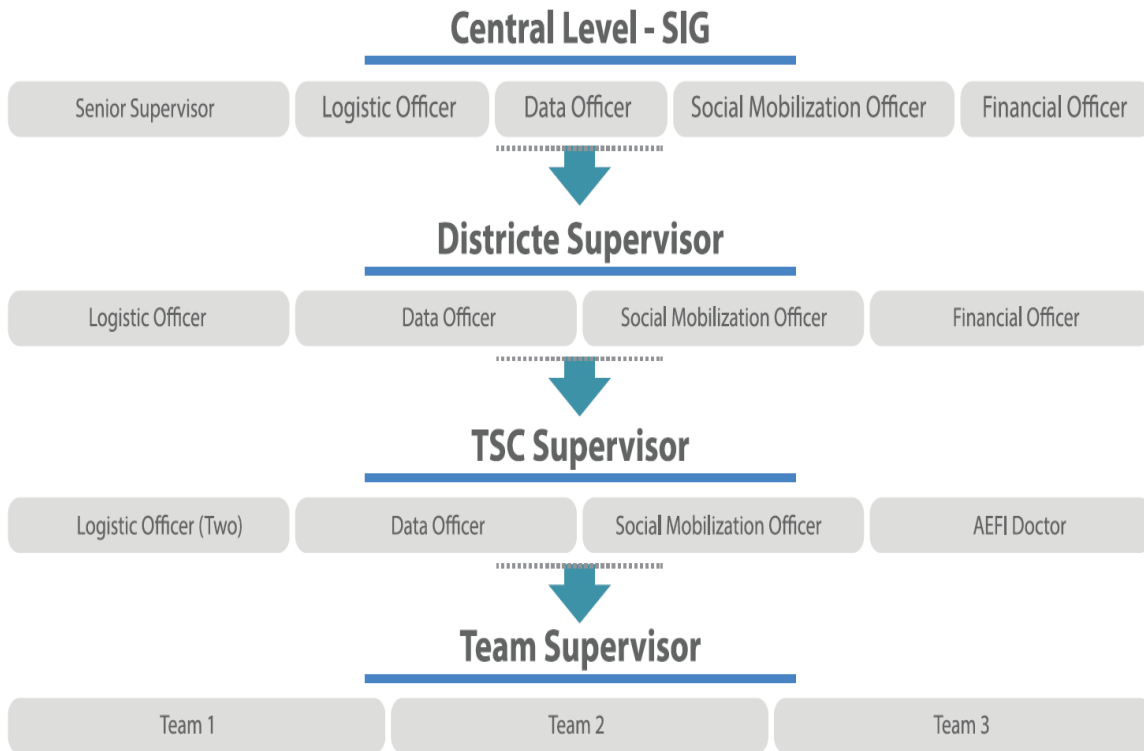 Central Level - SIG
Senior Supervisor
Logistic Officer
Data Officer
Social Mobilization Officer
Financial Officer
Districte Supervisor
Logistic Officer
Data Officer
Social Mobilization Officer
Financial Officer
TSC Supervisor
Logistic Officer (Two)
Data Officer
Social Mobilization Officer
AEFI Doctor
Team Supervisor
Team 1
Team 2
Team 3